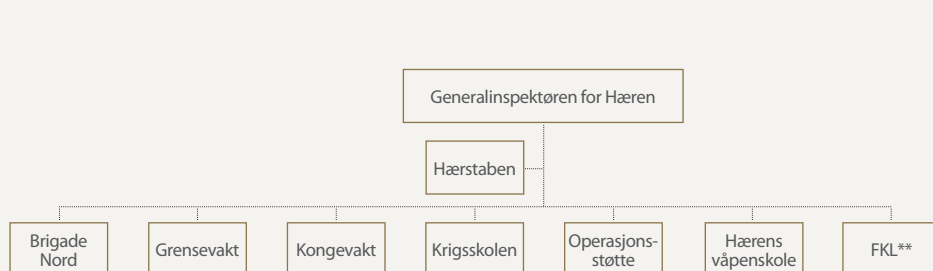 Generalinspektøren for Hæren
Hærstaben
Brigade
Nord
Grensevakt
Kongevakt
Krigsskolen
Operasjons-
støtte
Hærens
våpenskole
FKL**